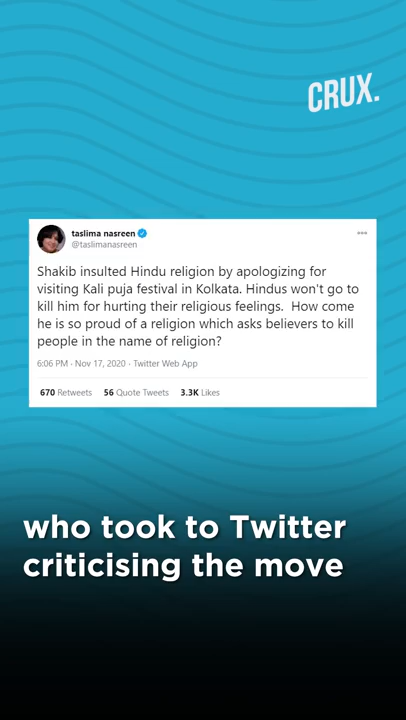 CRUX.
taslima nasreen
@taslimanasreen
Shakib insulted Hindu religion by apologizing for
visiting Kali puja festival in Kolkata. Hindus won't go to
kill him for hurting their religious feelings. How come
he is so proud of a religion which asks believers to kill
people in the name of religion?
6:06 PM · Nov 17, 2020 · Twitter Web App
670 Retweets 56 Quote Tweets 3.3K Likes
who took to Twitter
criticising the move